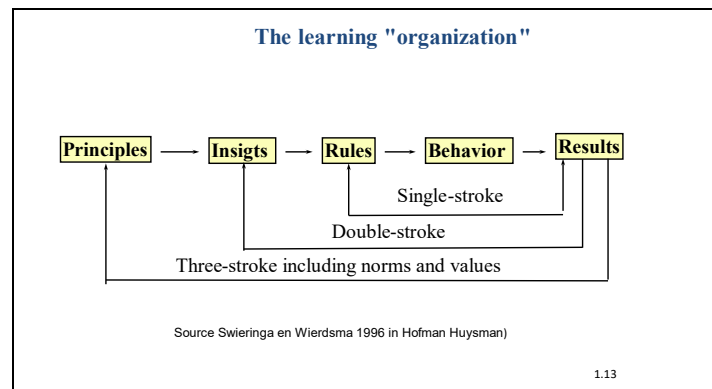 The learning "organization"
Principles Insigts Rules Behavior Results
Single-stroke
Double-stroke
Three-stroke including norms and values
Source Swieringa en Wierdsma 1996 in Hofman Huysman)
1.13